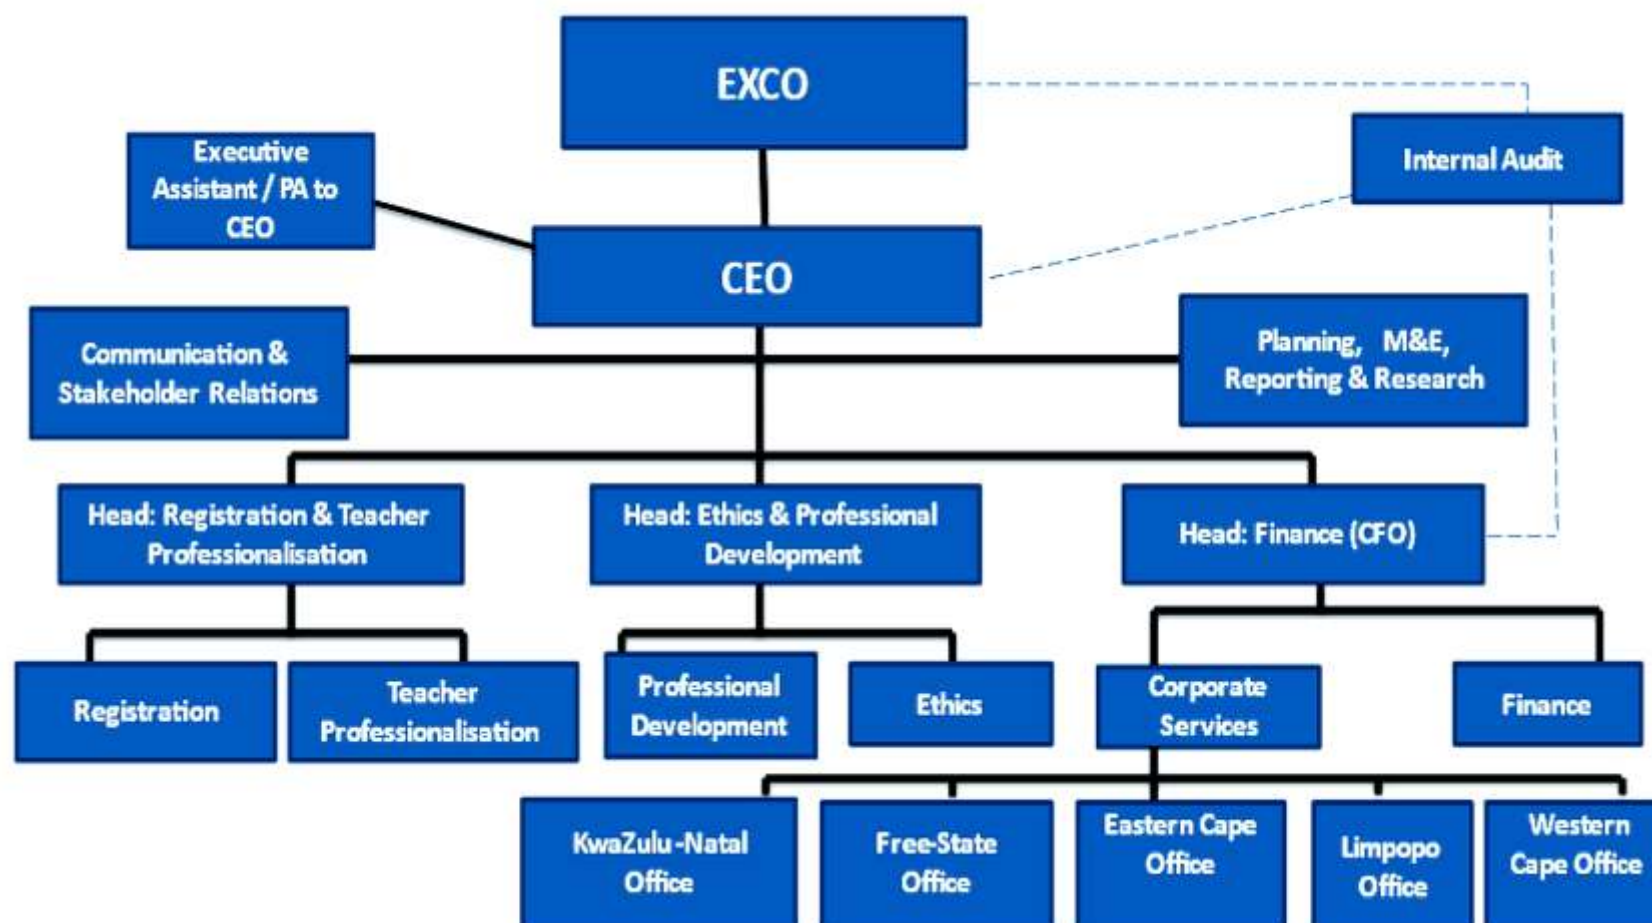 EXCO
Internal Audit
Executive
Assistant / PA to
CEO
CEO
Communication &
Stakeholder Relations
Planning, M&E,
Reporting & Research
Head: Registration & Teacher
Professionalisation
Head: Ethics & Professional
Development
Head: Finance (CFO)
Registration
Teacher
Professionalisation
Professional
Development
Ethics
Corporate
Services
Finance
KwaZulu-Natal
Office
Free-State
Office
Eastern Cape
Office
Limpopo
Office
Western
Cape Office